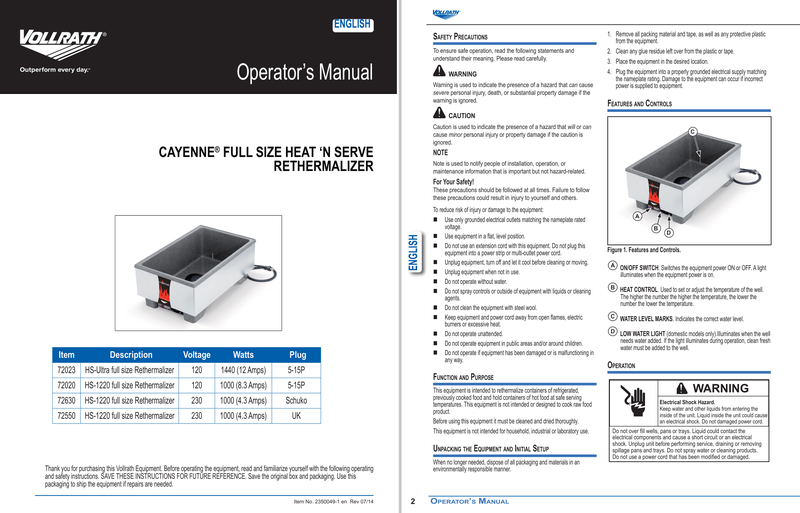 ENGLISH
VOLLRATH®
Outperform every day.™
Operator's Manual
CAYENNE® FULL SIZE HEAT 'N SERVE
RETHERMALIZER
Item Description Voltage Watts Plug
72023 HS-Ultra full size Rethermalizer 120 1440 (12 Amps) 5-15P
72020 HS-1220 full size Rethermalizer 120 1000 (8.3 Amps) 5-15P
72630 HS-1220 full size Rethermalizer 230 1000 (4.3 Amps) Schuko
72550 HS-1220 full size Rethermalizer 230 1000 (4.3 Amps) UK
Thank you for purchasing this Vollrath Equipment. Before operating the equipment, read and familiarize yourself with the following operating
and safety instructions. SAVE THESE INSTRUCTIONS FOR FUTURE REFERENCE. Save the original box and packaging. Use this
packaging to ship the equipment if repairs are needed.
Item No. 2350049-1 en Rev 07/14
VOLLRATH
SAFETY PRECAUTIONS
To ensure safe operation, read the following statements and
understand their meaning. Please read carefully.
WARNING
Warning is used to indicate the presence of a hazard that can cause
severe personal injury, death, or substantial property damage if the
warning is ignored.
CAUTION
Caution is used to indicate the presence of a hazard that will or can
cause minor personal injury or property damage if the caution is
ignored.
NOTE
Note is used to notify people of installation, operation, or
maintenance information that is important but not hazard-related.
For Your Safety!
These precautions should be followed at all times. Failure to follow
these precautions could result in injury to yourself and others.
To reduce risk of injury or damage to the equipment:
■ Use only grounded electrical outlets matching the nameplate rated
voltage.
■ Use equipment in a flat, level position.
■ Do not use an extension cord with this equipment. Do not plug this
equipment into a power strip or multi-outlet power cord.
■ Unplug equipment, turn off and let it cool before cleaning or moving.
■ Unplug equipment when not in use.
■ Do not operate without water.
■ Do not spray controls or outside of equipment with liquids or cleaning
agents.
■ Do not clean the equipment with steel wool.
■ Keep equipment and power cord away from open flames, electric
burners or excessive heat.
■ Do not operate unattended.
■ Do not operate equipment in public areas and/or around children.
■ Do not operate if equipment has been damaged or is malfunctioning in
any way.
FUNCTION AND PURPOSE
This equipment is intended to rethermalize containers of refrigerated,
previously cooked food and hold containers of hot food at safe serving
temperatures. This equipment is not intended or designed to cook raw food
product.
Before using this equipment it must be cleaned and dried thoroughly.
This equipment is not intended for household, industrial or laboratory use.
UNPACKING THE EQUIPMENT AND INITIAL SETUP
When no longer needed, dispose of all packaging and materials in an
environmentally responsible manner.
1. Remove all packing material and tape, as well as any protective plastic
from the equipment.
2. Clean any glue residue left over from the plastic or tape.
3. Place the equipment in the desired location.
4. Plug the equipment into a properly grounded electrical supply matching
the nameplate rating. Damage to the equipment can occur if incorrect
power is supplied to equipment.
FEATURES AND CONTROLS
C
A
B
D
Figure 1. Features and Controls.
A ON/OFF SWITCH. Switches the equipment power ON or OFF. A light
illuminates when the equipment power is on.
B HEAT CONTROL. Used to set or adjust the temperature of the well.
The higher the number the higher the temperature, the lower the
number the lower the temperature.
C WATER LEVEL MARKS. Indicates the correct water level.
D LOW WATER LIGHT (domestic models only).Illuminates when the well
needs water added. If the light illuminates during operation, clean fresh
water must be added to the well.
OPERATION
WARNING
Electrical Shock Hazard.
Keep water and other liquids from entering the
inside of the unit. Liquid inside the unit could cause
an electrical shock. Do not damaged power cord.
Do not over fill wells, pans or trays. Liquid could contact the
electrical components and cause a short circuit or an electrical
shock. Unplug unit before performing service, draining or removing
spillage pans and trays. Do not spray water or cleaning products.
Do not use a power cord that has been modified or damaged.
ENGLISH
2 OPERATOR'S MANUAL